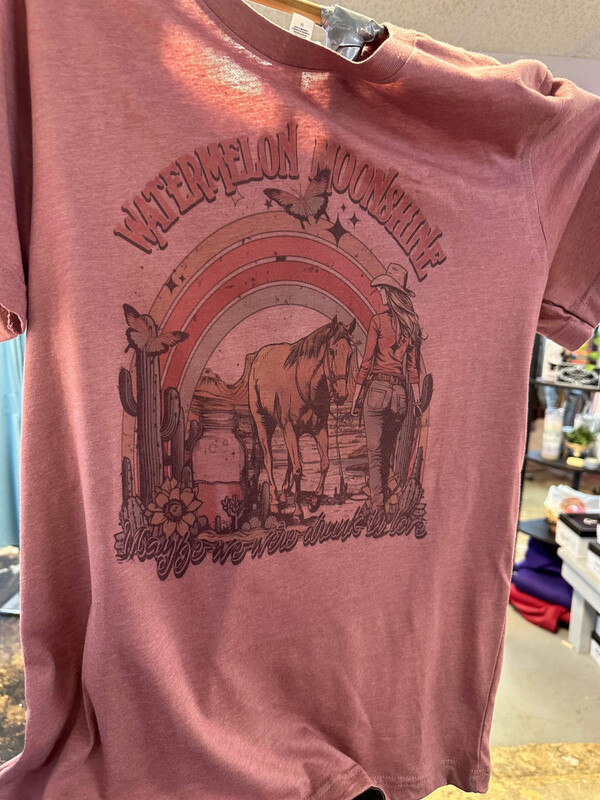 WATERMELON MOONSHINE
Maybe we were drunk in love